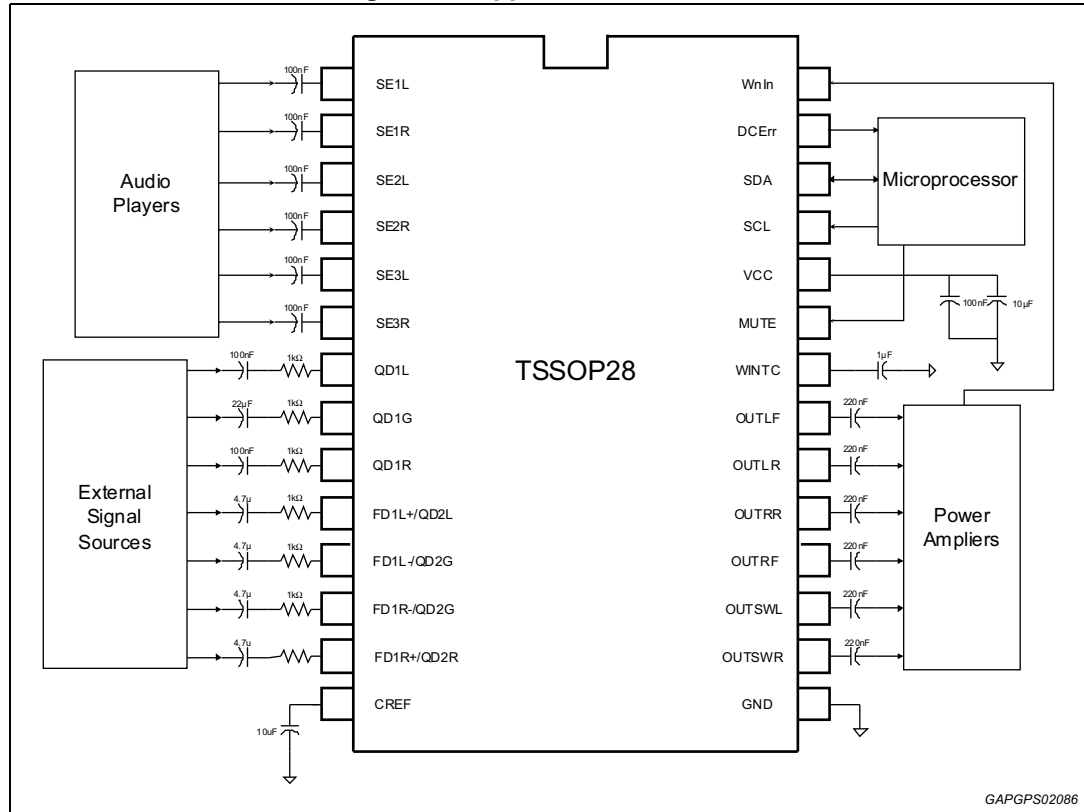 100nF
SE1L
WnIn
100nF
SE1R
DCErr
100nF
SE2L
SDA
Audio
Players
Microprocessor
100nF
SE2R
SCL
100nF
SE3L
VCC
100nF
10µF
100nF
SE3R
MUTE
100nF
1kΩ
QD1L
TSSOP28
WINTC
1µF
22µF
1kΩ
QD1G
OUTLF
220nF
100nF
1kΩ
QD1R
OUTLR
220nF
External
Signal
Sources
4.7µ
1kΩ
FD1L+/QD2L
OUTRR
220nF
Power
Ampliers
4.7µ
1kΩ
FD1L-/QD2G
OUTRF
220nF
4.7µ
1kΩ
FD1R-/QD2G
OUTSWL
220nF
4.7u
FD1R+/QD2R
OUTSWR
220nF
CREF
GND
10uF
GAPGPS02086